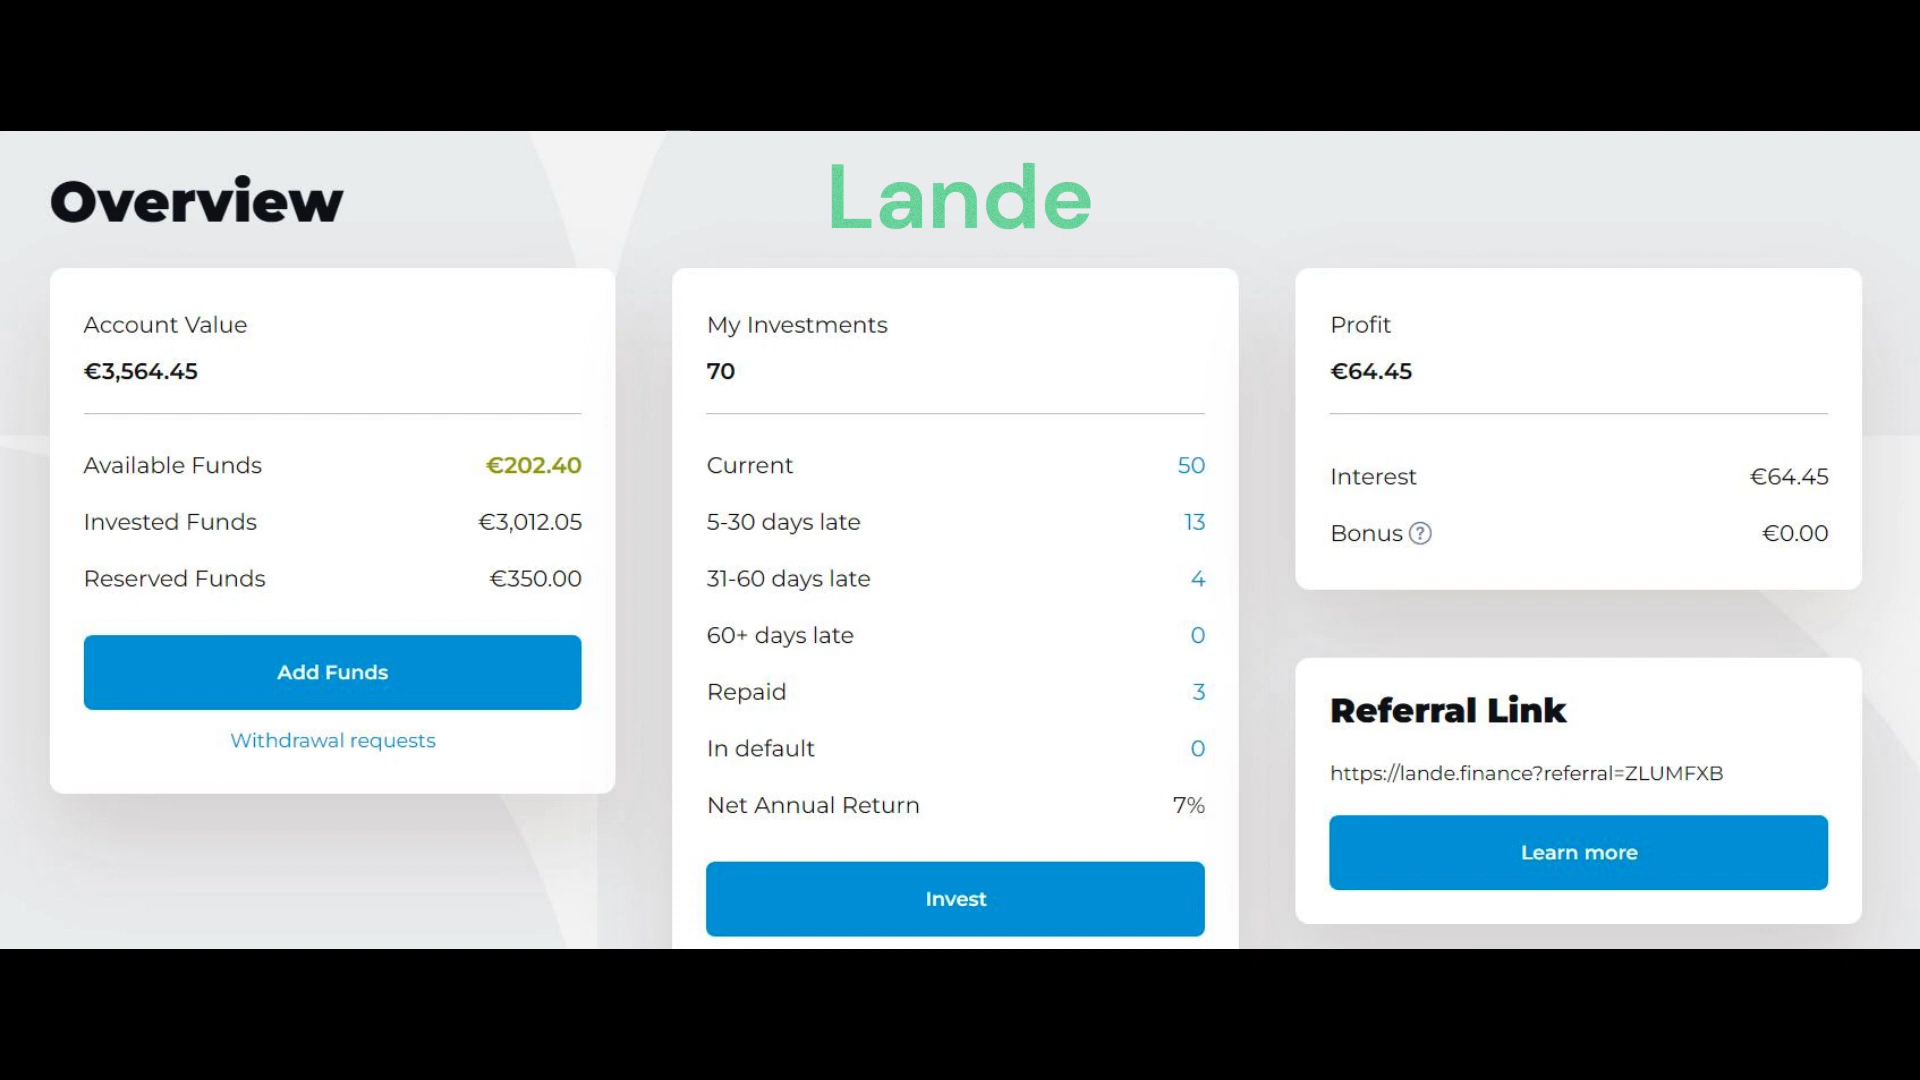 Overview
Lande
Account Value
€3,564.45
Available Funds €202.40
Invested Funds €3,012.05
Reserved Funds €350.00
Add Funds
Withdrawal requests
My Investments
70
Current 50
5-30 days late 13
31-60 days late 4
60+ days late 0
Repaid 3
In default 0
Net Annual Return 7%
Invest
Profit
€64.45
Interest €64.45
Bonus ? €0.00
Referral Link
https://lande.finance?referral=ZLUMFXB
Learn more